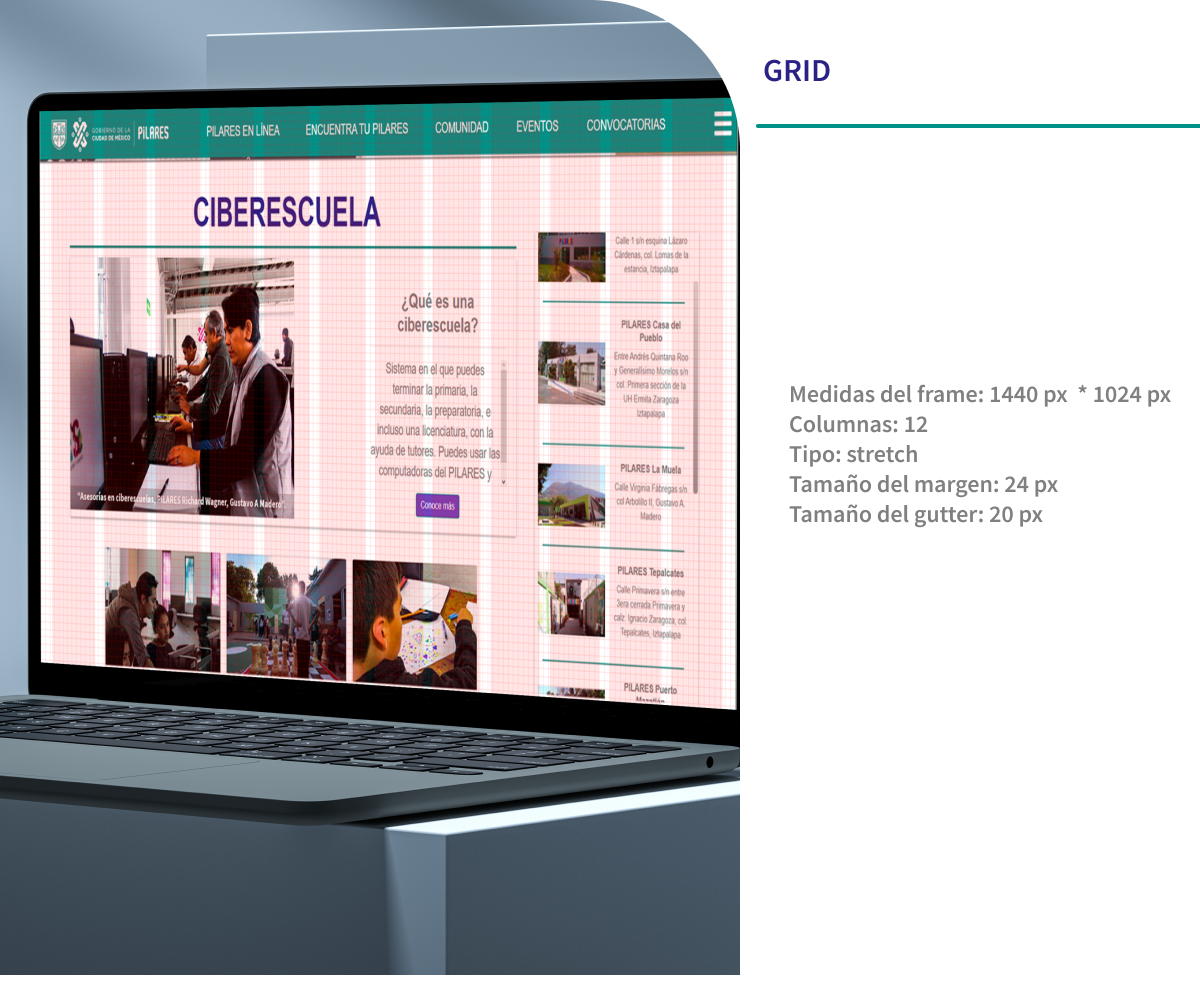 GRID
GOBIERNO DE LA
CIUDAD DE MÉXICO
PILARES
PILARES EN LÍNEA
ENCUENTRA TU PILARES
COMUNIDAD
EVENTOS
CONVOCATORIAS
CIBERESCUELA
"Asesorías en ciberescuelas, PILARES Richard Wagner, Gustavo A Madero".
¿Qué es una
ciberescuela?
Sistema en el que puedes
terminar la primaria, la
secundaria, la preparatoria, e
incluso una licenciatura, con la
ayuda de tutores. Puedes usar las
computadoras del PILARES y
Conoce más
Calle 1 s/n esquina Lázaro
Cárdenas, col. Lomas de la
estancia, Iztapalapa
PILARES Casa del
Pueblo
Entre Andrés Quintana Roo
y Generalísimo Morelos s/n
col. Primera sección de la
UH Ermita Zaragoza
Iztapalapa
PILARES La Muela
Calle Virginia Fábregas s/n
col Arbolillo II, Gustavo A.
Madero
PILARES Tepalcates
Calle Primavera s/n entre
3era cerrada Primavera y
calz. Ignacio Zaragoza, col.
Tepalcates, Iztapalapa
PILARES Puerto
Medidas del frame: 1440 px * 1024 px
Columnas: 12
Tipo: stretch
Tamaño del margen: 24 px
Tamaño del gutter: 20 px